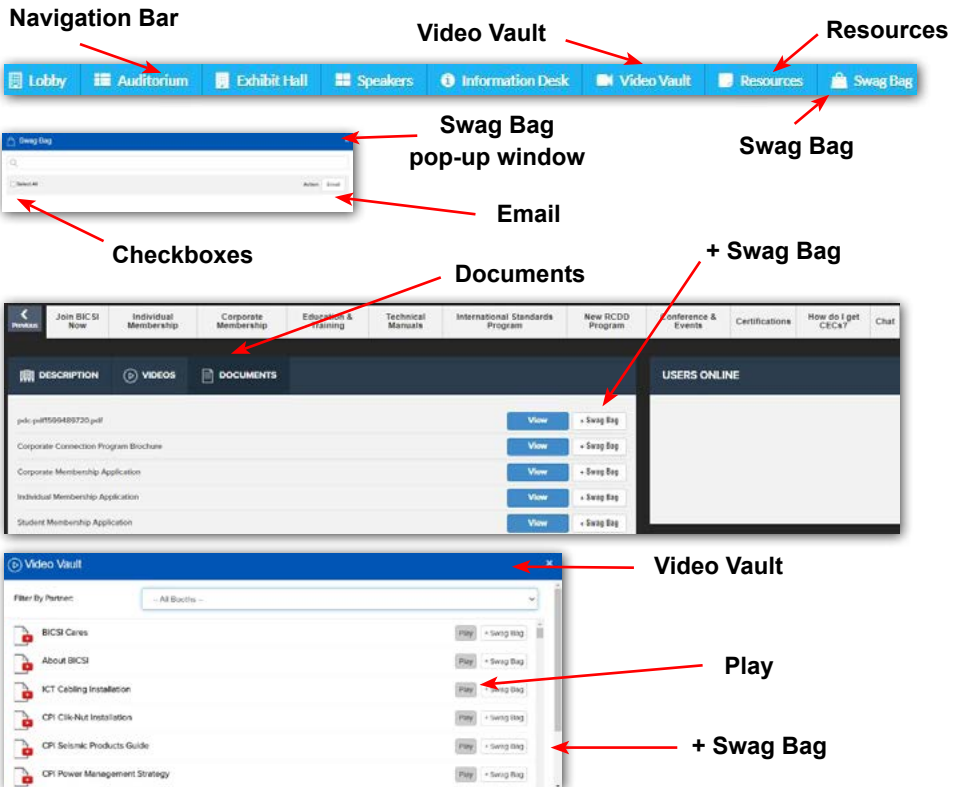 Navigation Bar
Video Vault
Resources
Lobby Auditorium Exhibit Hall Speakers Information Desk Video Vault Resources Swag Bag
Swag Bag
pop-up window
Swag Bag
Swag Bag
Select All Action Email
Email
Checkboxes
+ Swag Bag
Documents
Previous Join BICSI Now Individual Membership Corporate Membership Education & Training Technical Manuals International Standards Program New RCDD Program Conference & Events Certifications How do I get CECs? Chat
DESCRIPTION VIDEOS DOCUMENTS USERS ONLINE
View + Swag Bag
Corporate Connection Program Brochure View + Swag Bag
Corporate Membership Application View + Swag Bag
Individual Membership Application View + Swag Bag
Student Membership Application View + Swag Bag
Video Vault ×
Video Vault
Filter By Partner: -- All Booths --
BICSI Cares Play + Swag Bag
About BICSI Play + Swag Bag
Play
ICT Cabling Installation Play + Swag Bag
CPI Clik-Nut Installation Play + Swag Bag
CPI Seismic Products Guide Play + Swag Bag
+ Swag Bag
CPI Power Management Strategy Play + Swag Bag